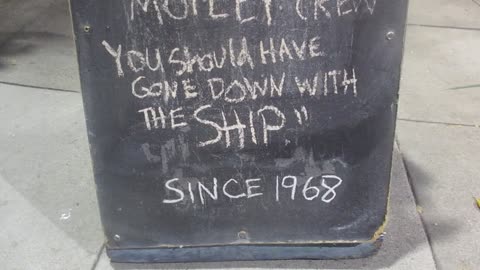 MOTLEY CREW
YOU SHOULD HAVE
GONE DOWN WITH
THE SHIP."
SINCE 1968